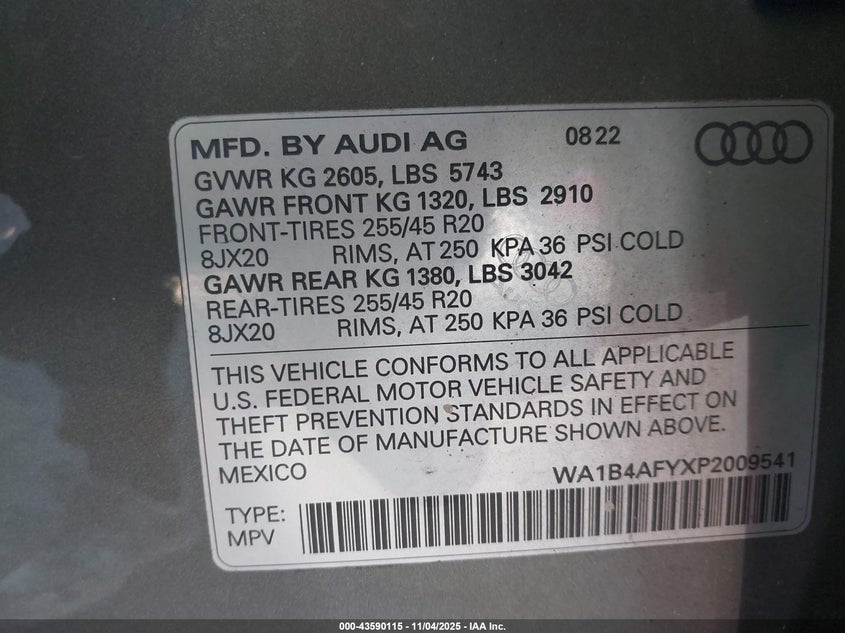 MFD. BY AUDI AG 0822
GVWR KG 2605, LBS 5743
GAWR FRONT KG 1320, LBS 2910
FRONT-TIRES 255/45 R20
8JX20 RIMS, AT 250 KPA 36 PSI COLD
GAWR REAR KG 1380, LBS 3042
REAR-TIRES 255/45 R20
8JX20 RIMS, AT 250 KPA 36 PSI COLD
THIS VEHICLE CONFORMS TO ALL APPLICABLE
U.S. FEDERAL MOTOR VEHICLE SAFETY AND
THEFT PREVENTION STANDARDS IN EFFECT ON
THE DATE OF MANUFACTURE SHOWN ABOVE.
MEXICO WA1B4AFYXP2009541
TYPE:
MPV
000-43590115 - 11/04/2025 - IAA Inc.